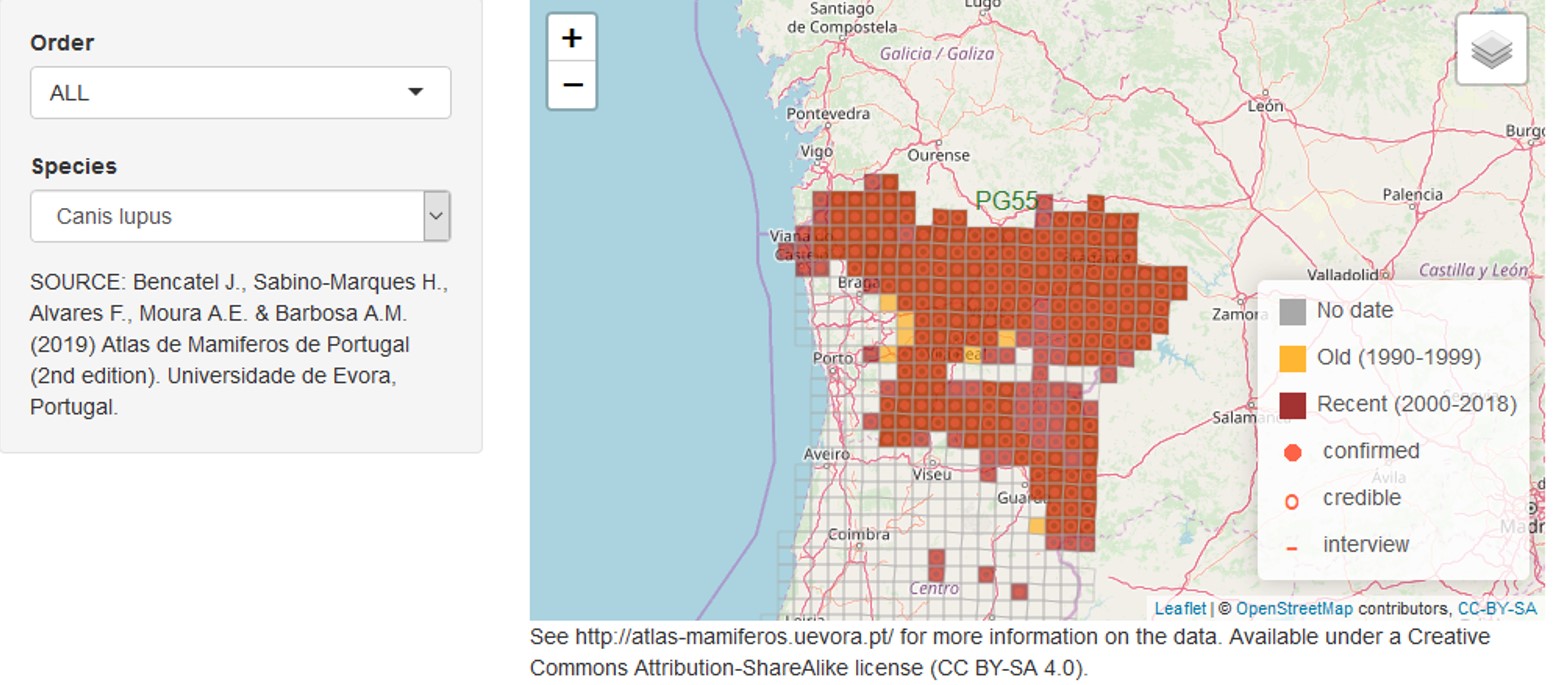 Order
ALL
Species
Canis lupus
SOURCE: Bencatel J., Sabino-Marques H.,
Alvares F., Moura A.E. & Barbosa A.M.
(2019) Atlas de Mamiferos de Portugal
(2nd edition). Universidade de Evora,
Portugal.
+
−
Santiago
de Compostela
Lugo
Galicia / Galiza
León
Pontevedra
Burgo
Vigo
Ourense
Palencia
PG55
Viana do
Castelo
Valladolid
Castilla y León
Braga
Zamora
Porto
Salamanca
Aveiro
Viseu
Guarda
Ávila
Coimbra
Centro
Leiria
No date
Old (1990-1999)
Recent (2000-2018)
confirmed
credible
interview
Leaflet | © OpenStreetMap contributors, CC-BY-SA
See http://atlas-mamiferos.uevora.pt/ for more information on the data. Available under a Creative
Commons Attribution-ShareAlike license (CC BY-SA 4.0).